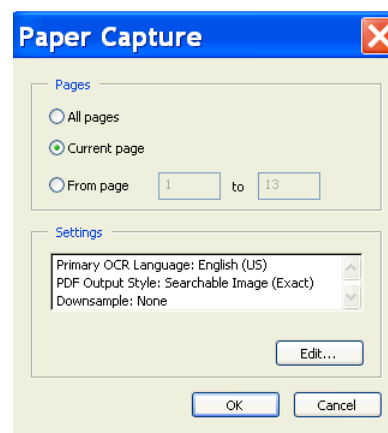 Paper Capture
Pages
All pages
Current page
From page 1 to 13
Settings
Primary OCR Language: English (US)
PDF Output Style: Searchable Image (Exact)
Downsample: None
Edit...
OK Cancel